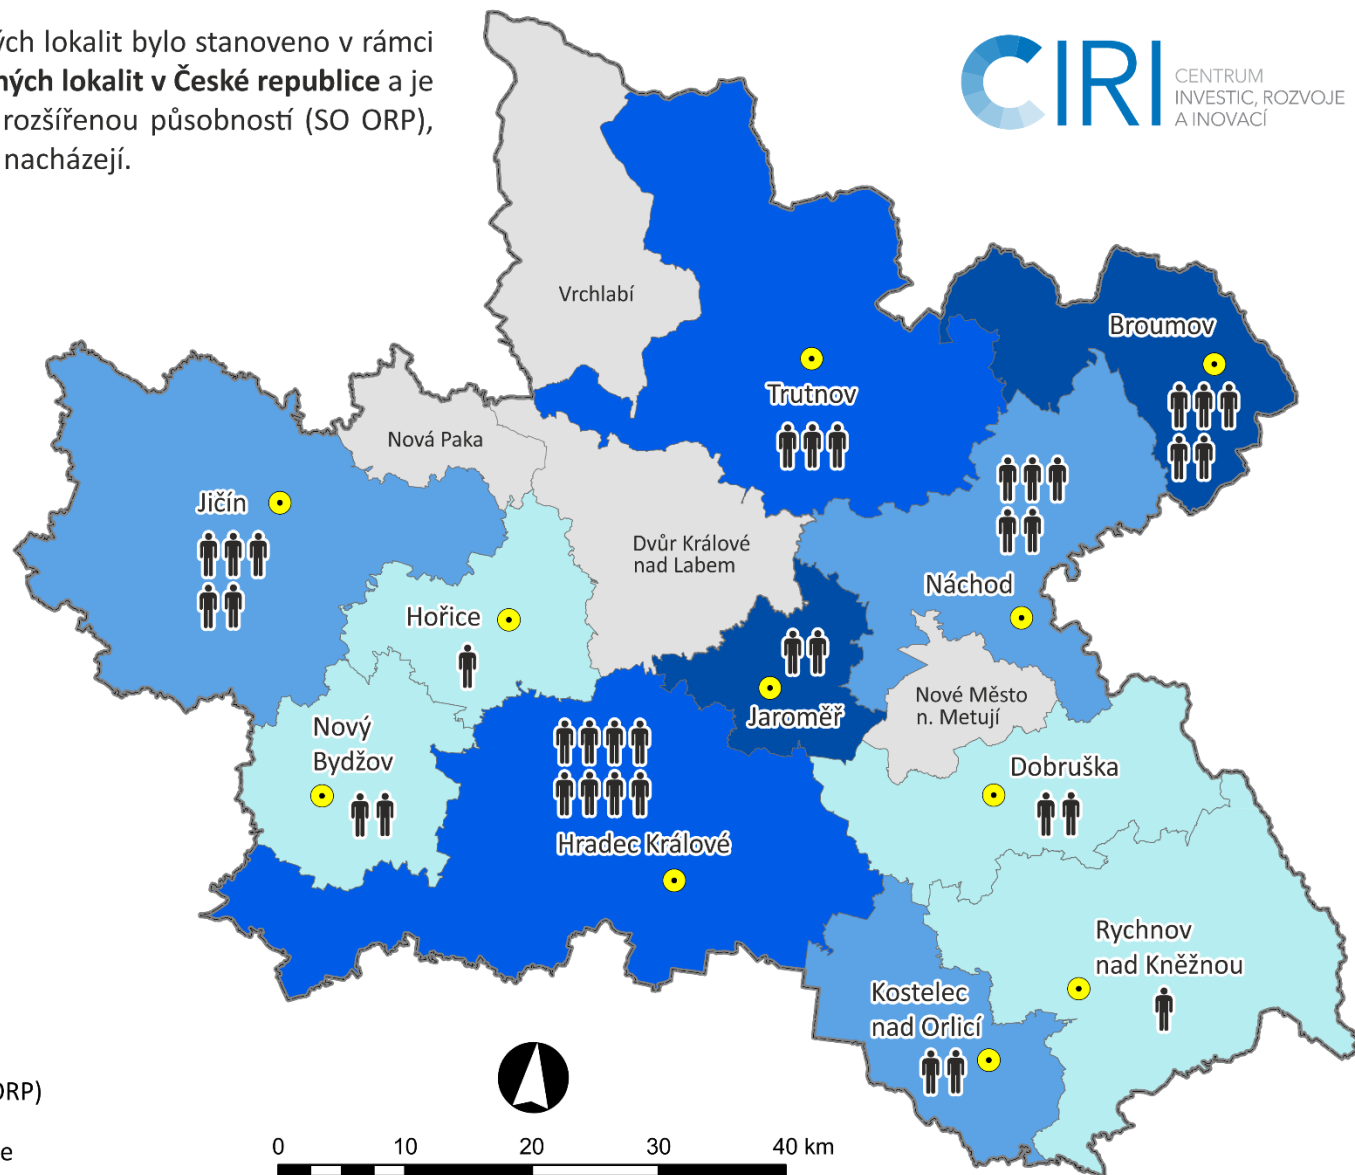 ých lokalit bylo stanoveno v rámci
ných lokalit v České republice a je
rozšířenou působností (SO ORP),
nacházejí.
CIRI
CENTRUM
INVESTIC, ROZVOJE
A INOVACÍ
Vrchlabí
Broumov
Trutnov
Nová Paka
Jičín
Dvůr Králové
nad Labem
Náchod
Hořice
Nové Město
n. Metují
Jaroměř
Nový
Bydžov
Dobruška
Hradec Králové
Rychnov
nad Kněžnou
Kostelec
nad Orlicí
ORP)
e
0 10 20 30 40 km